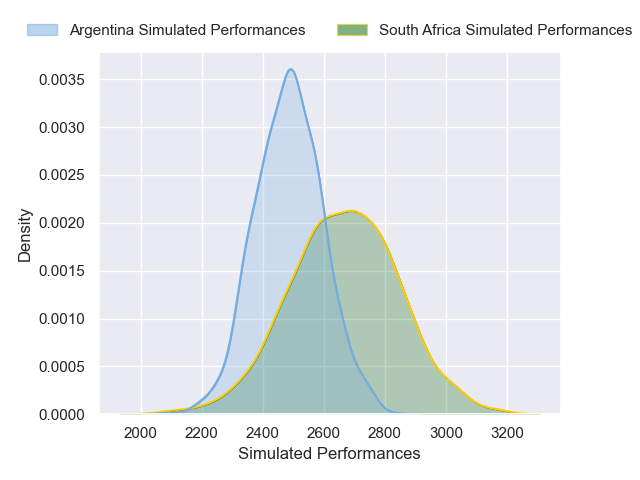 Argentina Simulated Performances
South Africa Simulated Performances
0.0035
0.0030
0.0025
0.0020
0.0015
0.0010
0.0005
0.0000
Density
2000 2200 2400 2600 2800 3000 3200
Simulated Performances